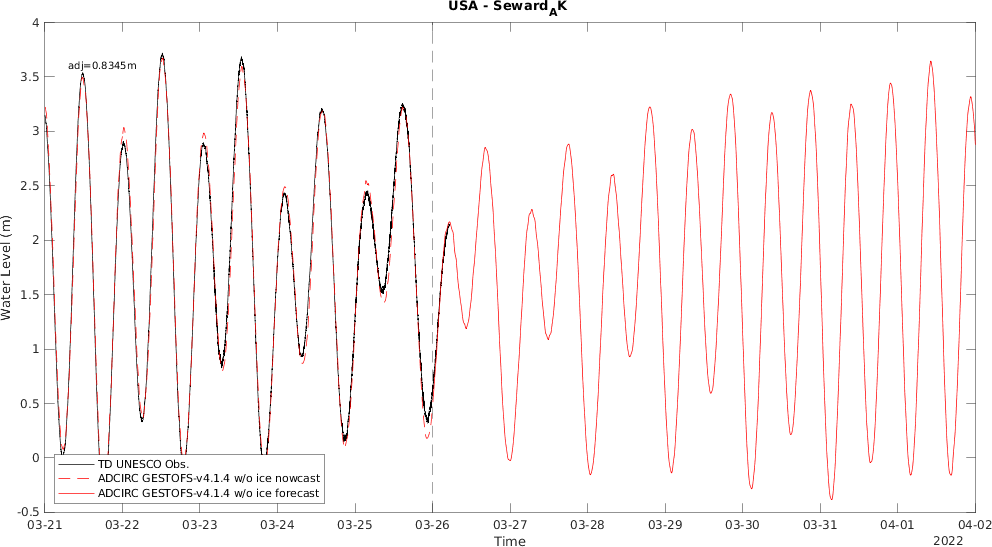 USA - Seward_AK
adj=0.8345m
4
3.5
3
2.5
2
1.5
1
0.5
0
-0.5
Water Level (m)
TD UNESCO Obs.
ADCIRC GESTOFS-v4.1.4 w/o ice nowcast
ADCIRC GESTOFS-v4.1.4 w/o ice forecast
03-21 03-22 03-23 03-24 03-25 03-26 03-27 03-28 03-29 03-30 03-31 04-01 04-02
Time
2022